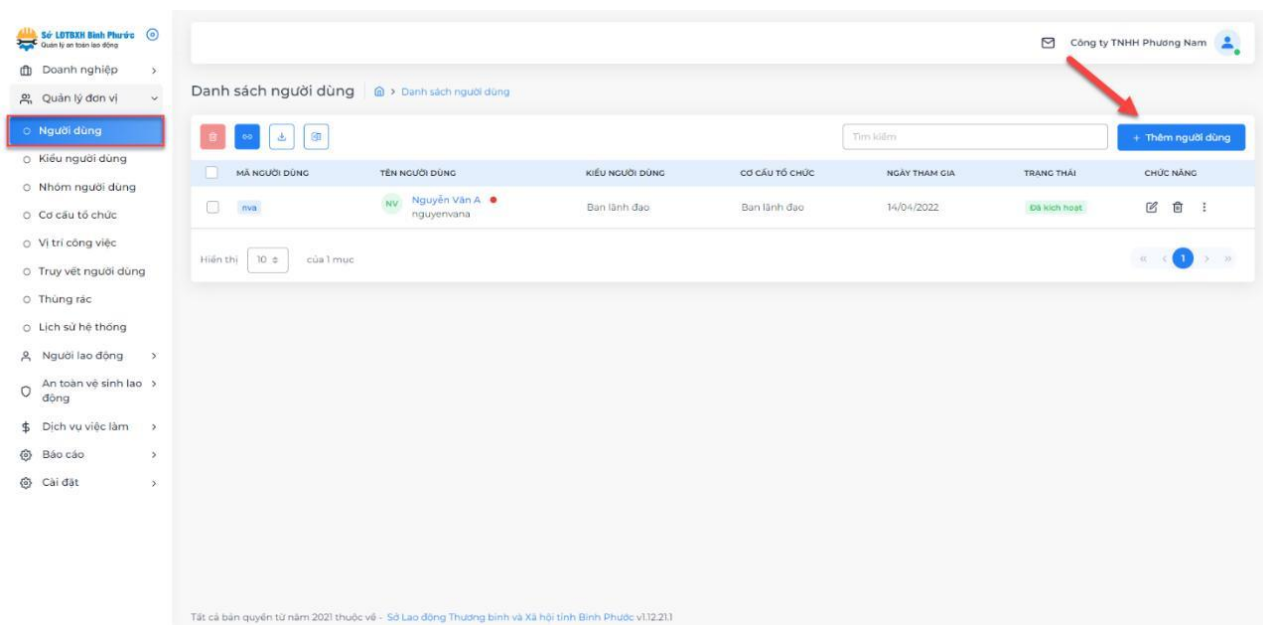 Sở LĐTBXH Bình Phước
Quản lý an toàn lao động
Doanh nghiệp
Quản lý đơn vị
Người dùng
Kiểu người dùng
Nhóm người dùng
Cơ cấu tổ chức
Vị trí công việc
Truy vết người dùng
Thùng rác
Lịch sử hệ thống
Người lao động
An toàn vệ sinh lao
động
Dịch vụ việc làm
Báo cáo
Cài đặt
Công ty TNHH Phương Nam
Danh sách người dùng Danh sách người dùng
Tìm kiếm + Thêm người dùng
MÃ NGƯỜI DÙNG TÊN NGƯỜI DÙNG KIỂU NGƯỜI DÙNG CƠ CẤU TỔ CHỨC NGÀY THAM GIA TRẠNG THÁI CHỨC NĂNG
nva NV Nguyễn Văn A Ban lãnh đạo Ban lãnh đạo 14/04/2022 Đã kích hoạt
nguyenvana
Hiển thị 10 của 1 mục « ‹ 1 › »
Tất cả bản quyền từ năm 2021 thuộc về - Sở Lao động Thương binh và Xã hội tỉnh Bình Phước v1.12.21.1